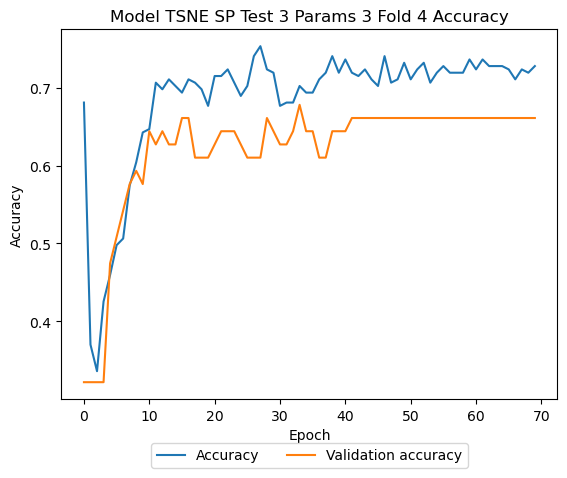 Model TSNE SP Test 3 Params 3 Fold 4 Accuracy
0.7
0.6
0.5
0.4
Accuracy
0 10 20 30 40 50 60 70
Epoch
Accuracy Validation accuracy